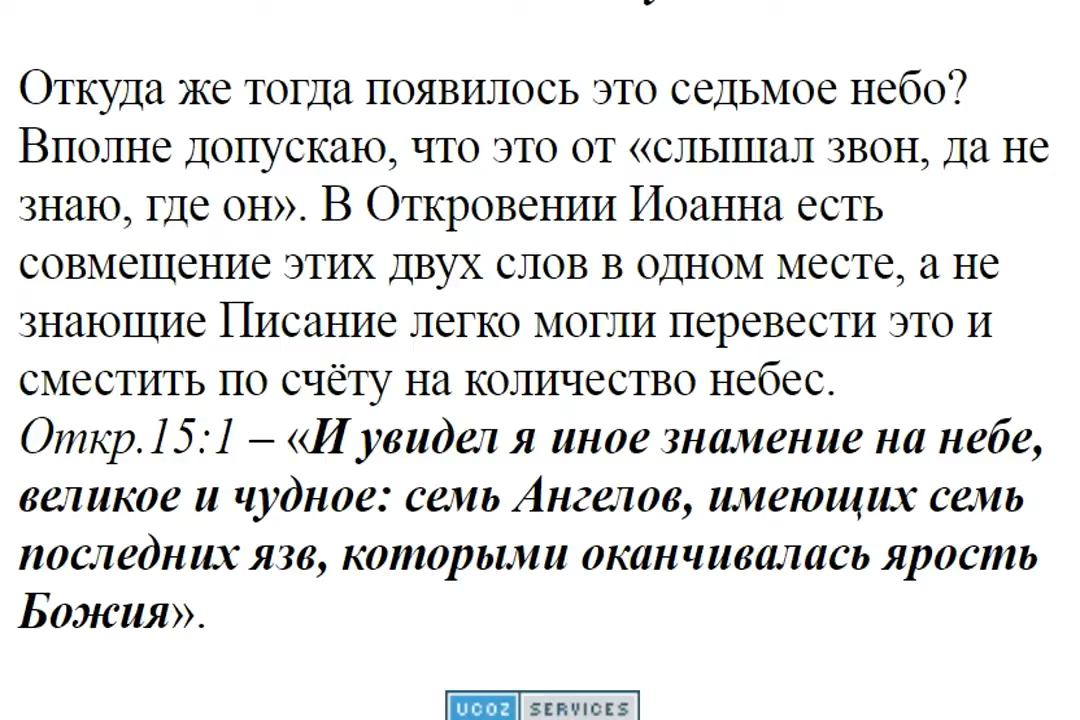 Откуда же тогда появилось это седьмое небо?
Вполне допускаю, что это от «слышал звон, да не
знаю, где он». В Откровении Иоанна есть
совмещение этих двух слов в одном месте, а не
знающие Писание легко могли перевести это и
сместить по счёту на количество небес.
Откр.15:1 – «И увидел я иное знамение на небе,
великое и чудное: семь Ангелов, имеющих семь
последних язв, которыми оканчивалась ярость
Божия».
UCOZ SERVICES